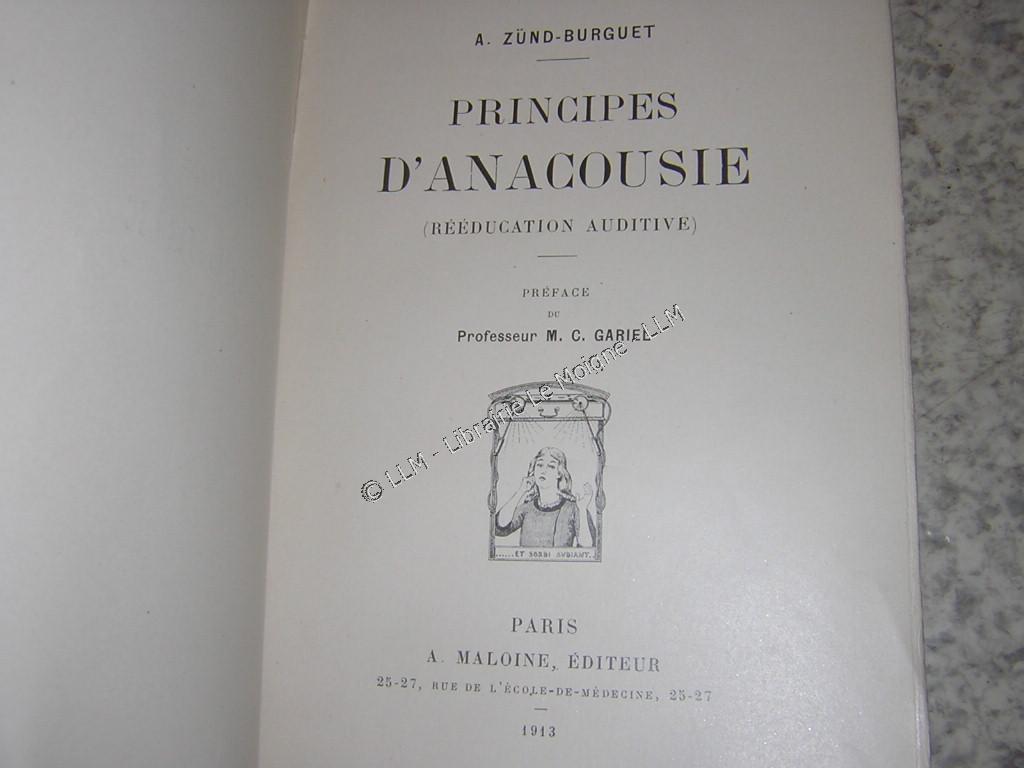 A. ZÜND-BURGUET
PRINCIPES
D'ANACOUSIE
(RÉÉDUCATION AUDITIVE)
PRÉFACE
DU
Professeur M. C. GARIEL
© LLM - Librairie Le Moigne - LLM
......ET SORDI AUDIANT..
PARIS
A. MALOINE, ÉDITEUR
25-27, RUE DE L'ÉCOLE-DE-MÉDECINE, 25-27
1913